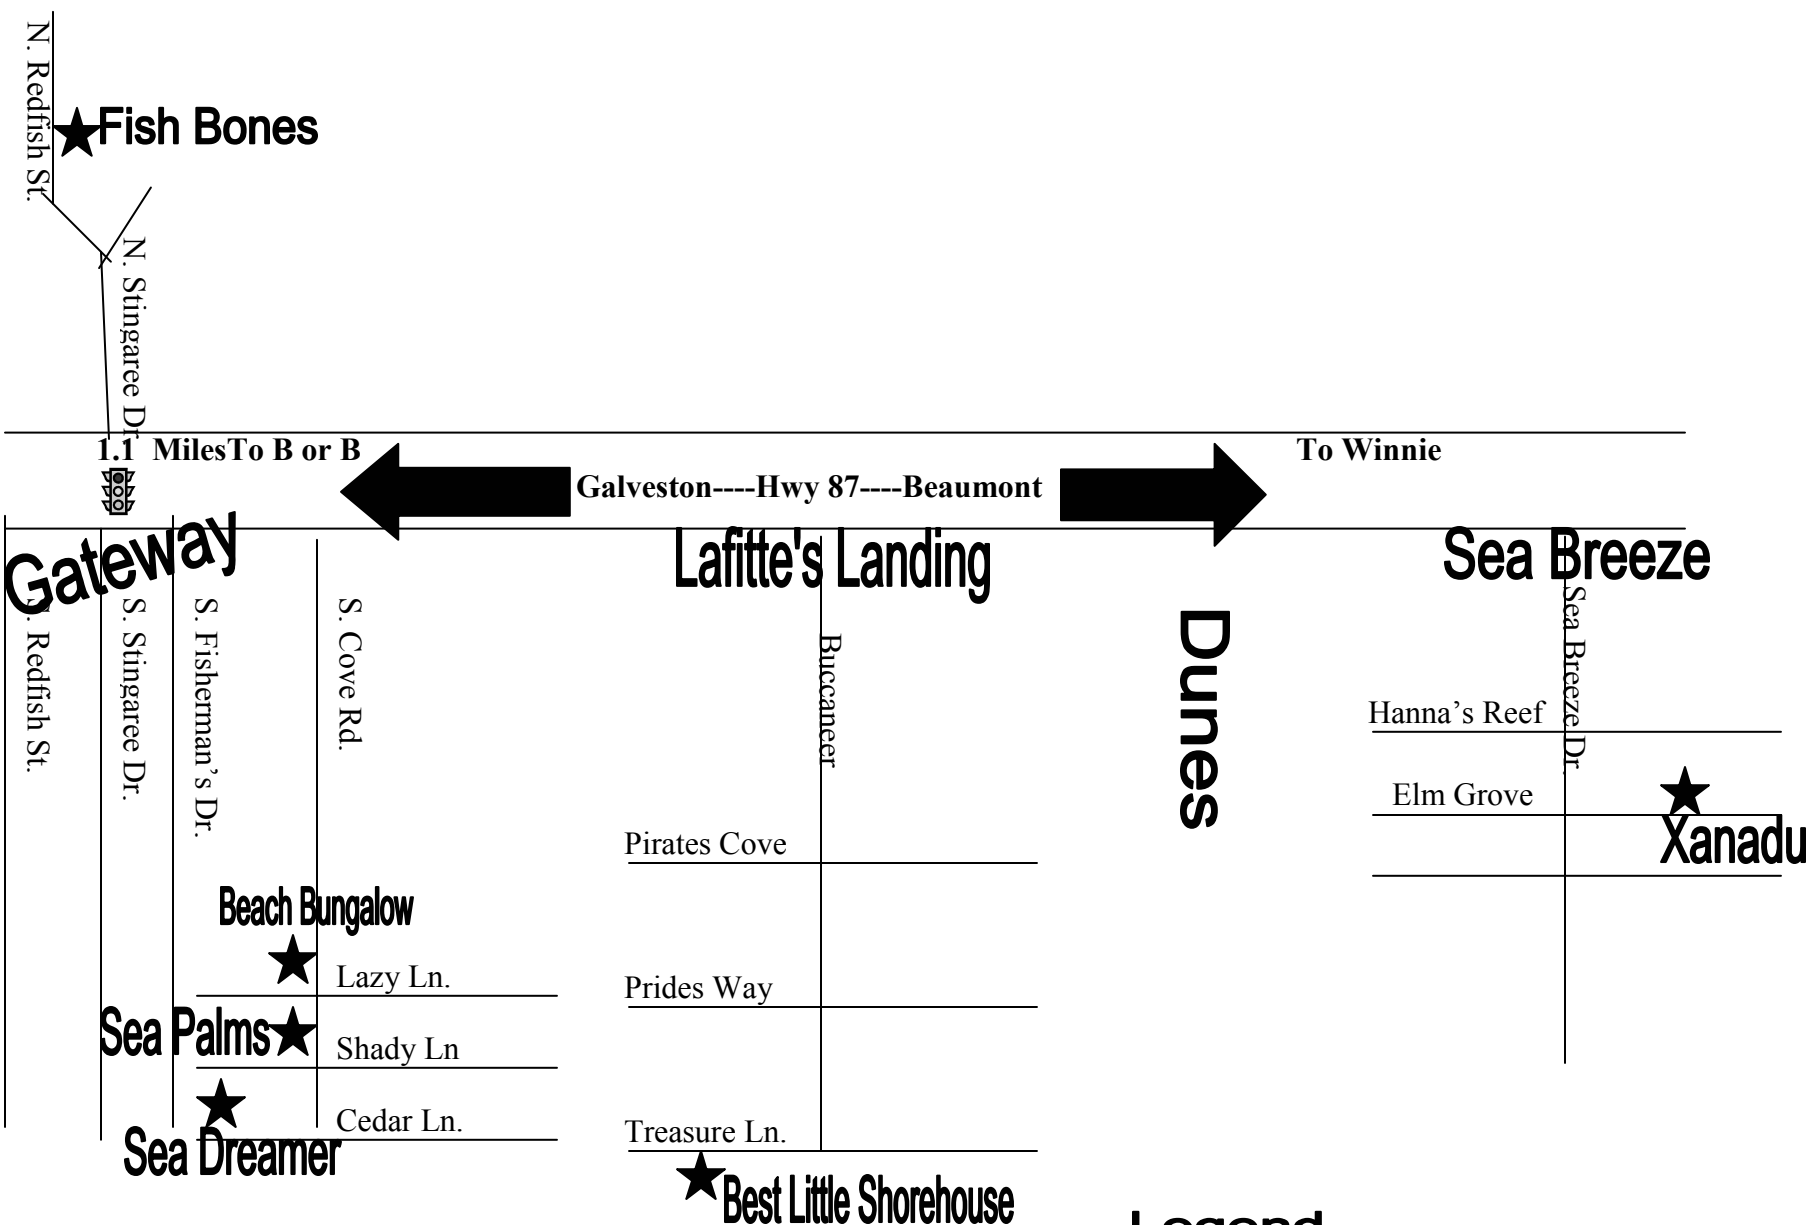 N. Redfish St.
Fish Bones
N. Stingaree Dr.
1.1 MilesTo B or B
To Winnie
Galveston----Hwy 87----Beaumont
Gateway
Lafitte's Landing
Sea Breeze
S. Redfish St.
S. Stingaree Dr.
S. Fisherman's Dr.
S. Cove Rd.
Buccaneer
Dunes
Sea Breeze Dr.
Hanna's Reef
Elm Grove
Xanadu
Pirates Cove
Beach Bungalow
Lazy Ln.
Prides Way
Sea Palms
Shady Ln
Cedar Ln.
Treasure Ln.
Sea Dreamer
Best Little Shorehouse
Legend